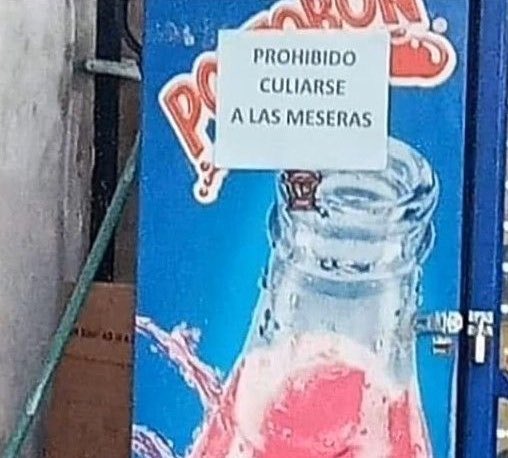 PROHIBIDO
CULIARSE
A LAS MESERAS